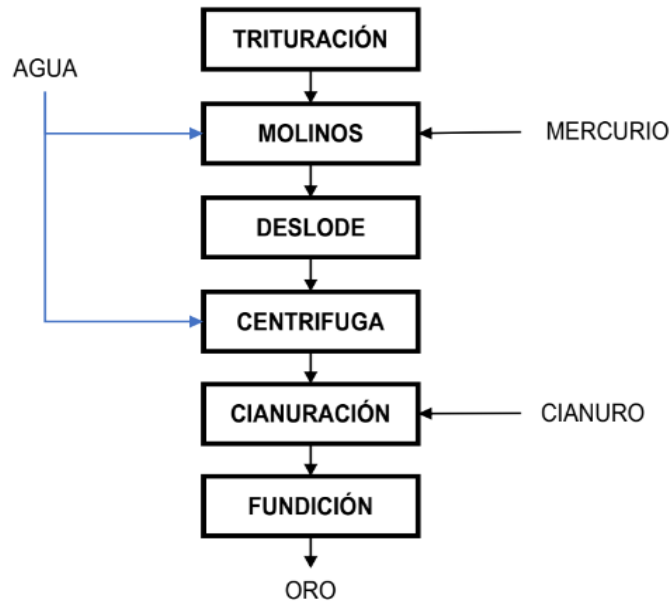 TRITURACIÓN
AGUA
MOLINOS
MERCURIO
DESLODE
CENTRIFUGA
CIANURACIÓN
CIANURO
FUNDICIÓN
ORO